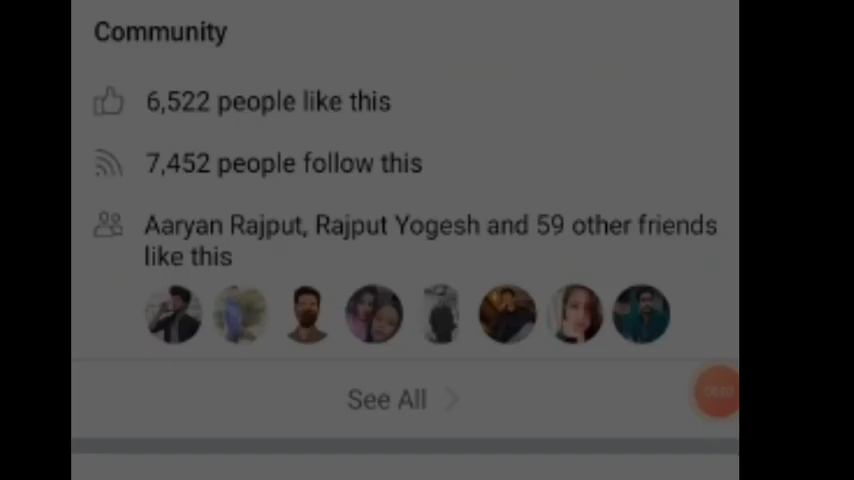 Community
6,522 people like this
7,452 people follow this
Aaryan Rajput, Rajput Yogesh and 59 other friends
like this
See All